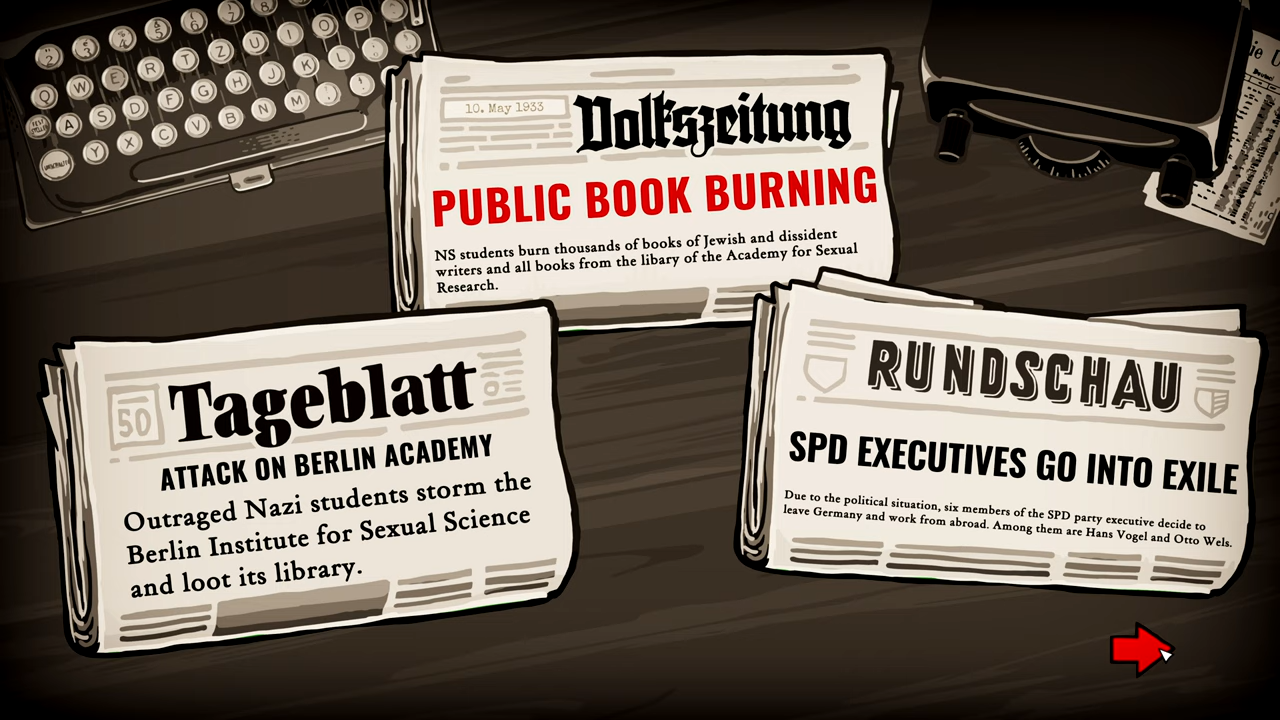 10. May 1933
Volkszeitung
PUBLIC BOOK BURNING
NS students burn thousands of books of Jewish and dissident
writers and all books from the libary of the Academy for Sexual
Research.
50
Tageblatt
ATTACK ON BERLIN ACADEMY
Outraged Nazi students storm the
Berlin Institute for Sexual Science
and loot its library.
RUNDSCHAU
SPD EXECUTIVES GO INTO EXILE
Due to the political situation, six members of the SPD party executive decide to
leave Germany and work from abroad. Among them are Hans Vogel and Otto Wels.
Q W E R T Z U I O P
A S D F G H J K L
Y X C V B N M